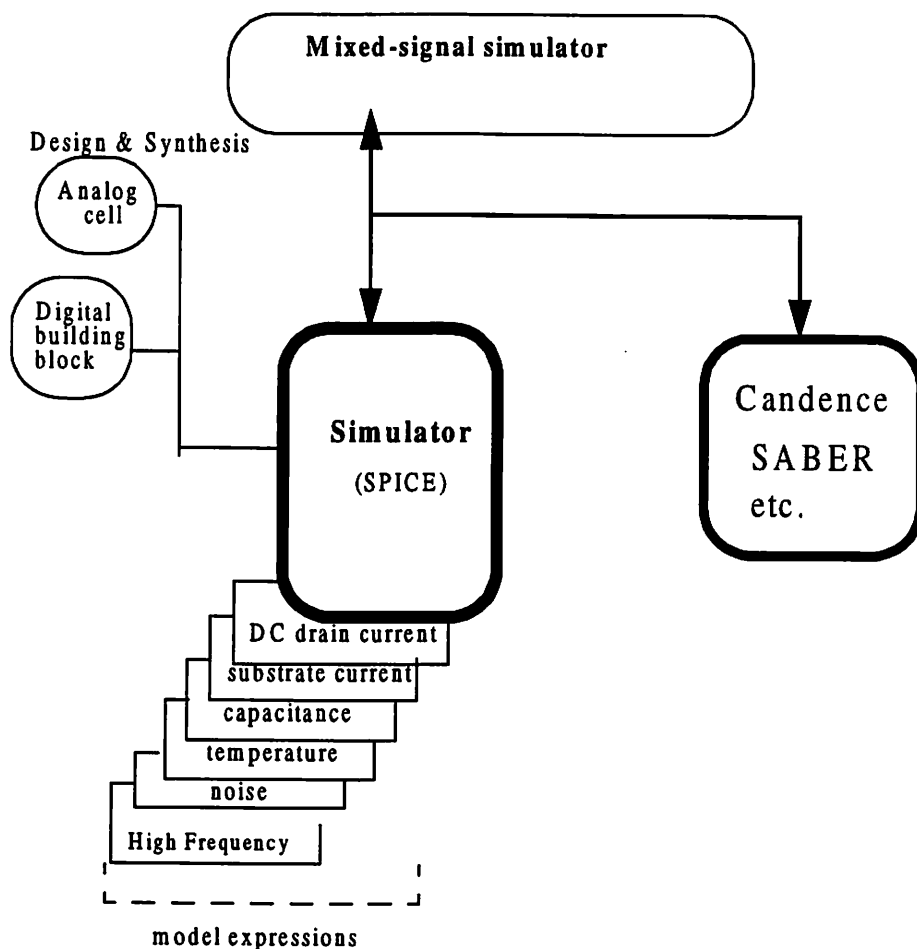 Mixed-signal simulator
Design & Synthesis
Analog
cell
Digital
building
block
Simulator
(SPICE)
Candence
SABER
etc.
DC drain current
substrate current
capacitance
temperature
noise
High Frequency
model expressions